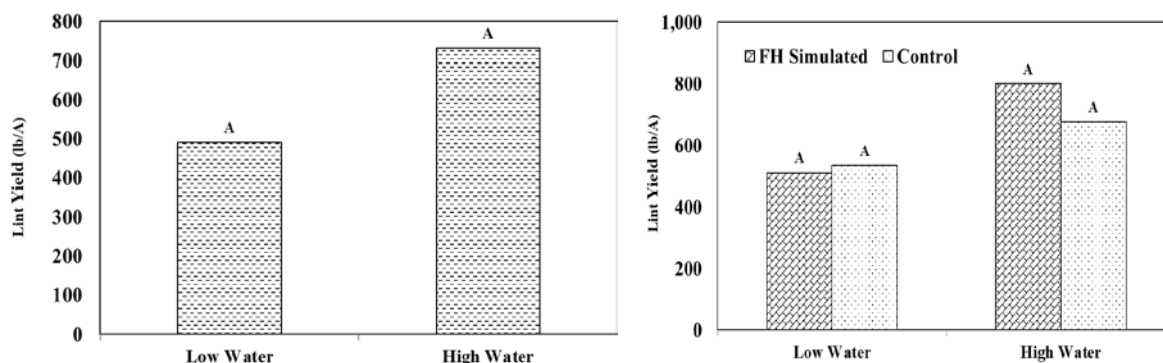 800
700
600
500
400
300
200
100
0
Lint Yield (lb/A)
A
A
Low Water
High Water
1,000
800
600
400
200
0
Lint Yield (lb/A)
FH Simulated
Control
A
A
A
A
Low Water
High Water